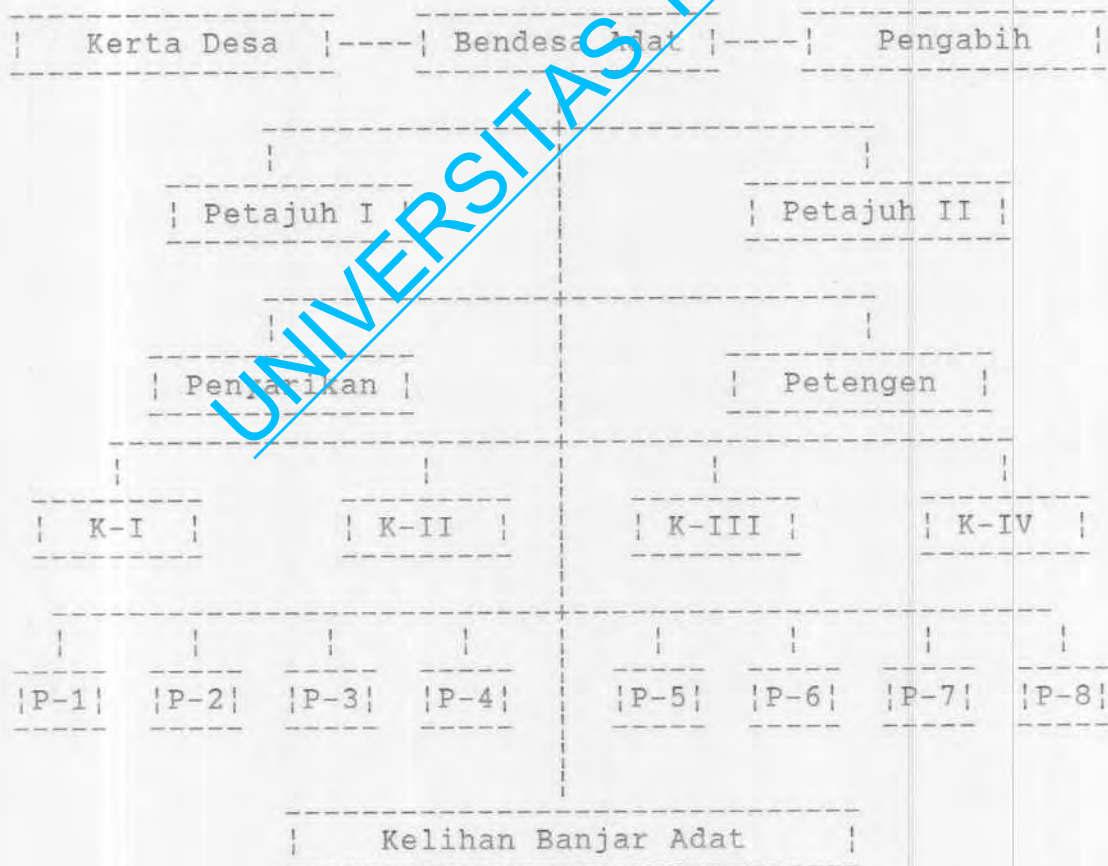 Kerta Desa Bendesa Adat Pengabih
Petajuh I Petajuh II
Penyarikan Petengen
K-I K-II K-III K-IV
P-1 P-2 P-3 P-4 P-5 P-6 P-7 P-8
Kelihan Banjar Adat
UNIVERSITAS